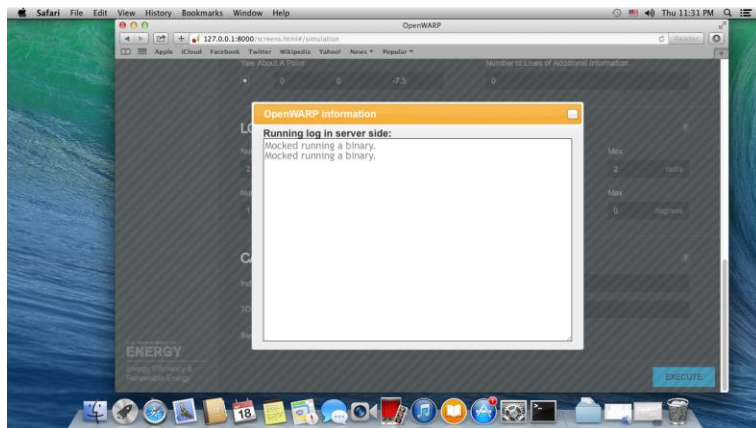 Safari File Edit View History Bookmarks Window Help
Thu 11:31 PM
OpenWARP
127.0.0.1:8000/screens.html#/simulation
Reader
Apple iCloud Facebook Twitter Wikipedia Yahoo! News Popular
Yaw About A Point
Number of Lines of Additional Information
0 0 -7.5 0
OpenWARP information
Running log in server side:
Mocked running a binary.
Mocked running a binary.
Max
2 rad/s
Max
0 degrees
ENERGY
Energy Efficiency &
Renewable Energy
EXECUTE
18